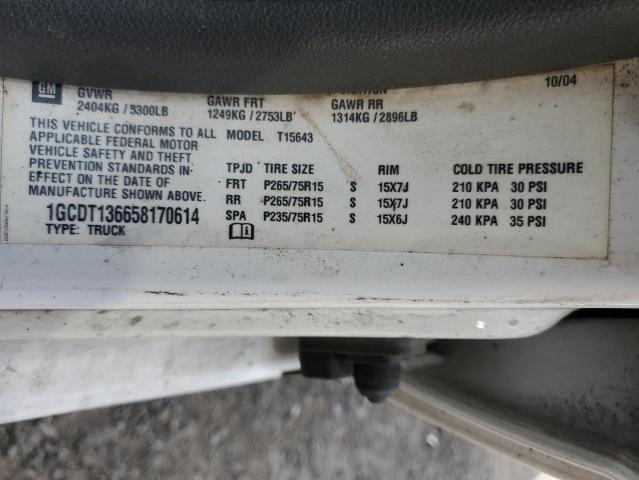 GM
10/04
GVWR GAWR FRT GAWR RR
2404KG / 5300LB 1249KG / 2753LB 1314KG / 2896LB
THIS VEHICLE CONFORMS TO ALL MODEL T15643
APPLICABLE FEDERAL MOTOR
VEHICLE SAFETY AND THEFT
PREVENTION STANDARDS IN
EFFECT ON THE DATE OF
MANUFACTURE SHOWN ABOVE.
1GCDT136658170614
TYPE: TRUCK
TPJD TIRE SIZE RIM COLD TIRE PRESSURE
FRT P265/75R15 S 15X7J 210 KPA 30 PSI
RR P265/75R15 S 15X7J 210 KPA 30 PSI
SPA P235/75R15 S 15X6J 240 KPA 35 PSI